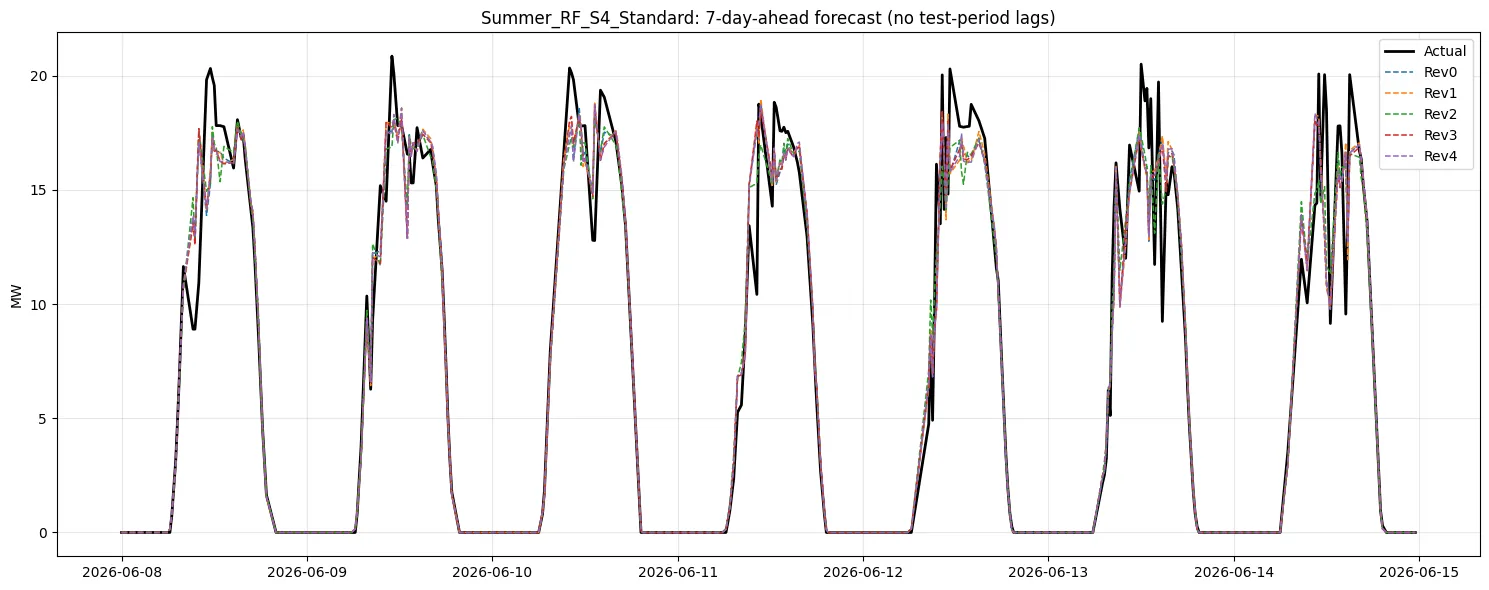 Summer_RF_S4_Standard: 7-day-ahead forecast (no test-period lags)
Actual
Rev0
Rev1
Rev2
Rev3
Rev4
MW
20
15
10
5
0
2026-06-08
2026-06-09
2026-06-10
2026-06-11
2026-06-12
2026-06-13
2026-06-14
2026-06-15